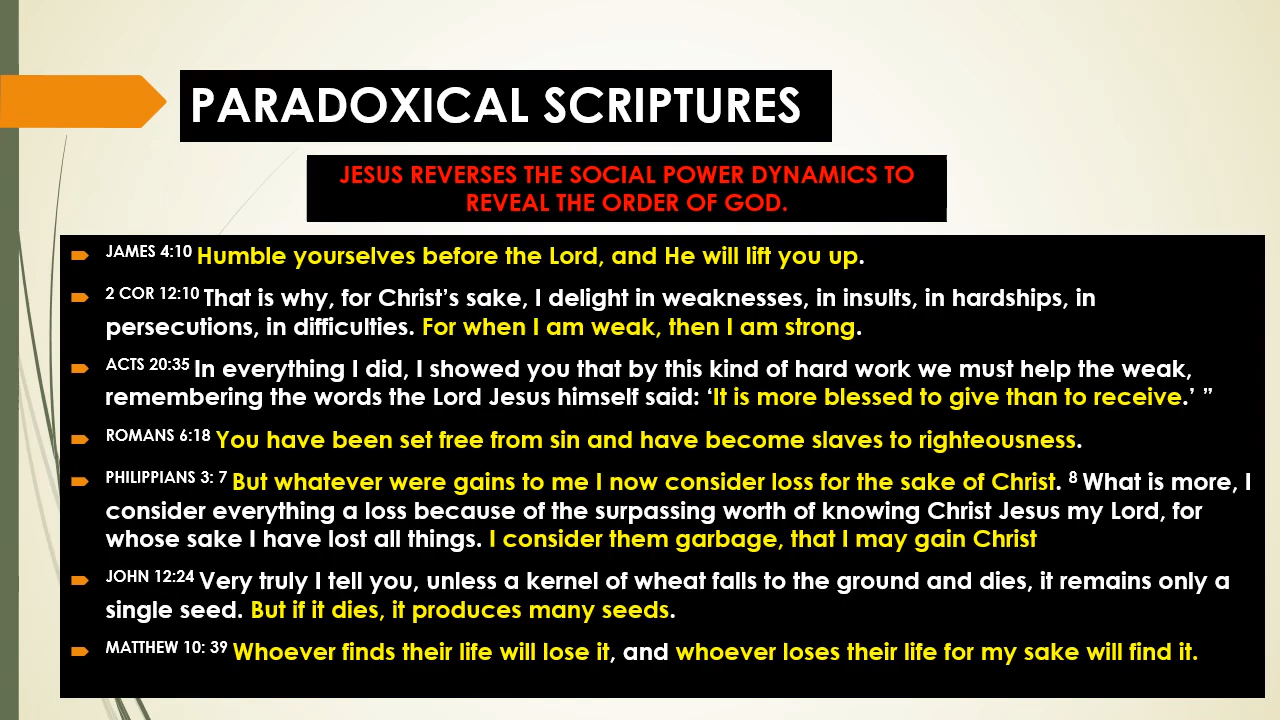 PARADOXICAL SCRIPTURES
JESUS REVERSES THE SOCIAL POWER DYNAMICS TO
REVEAL THE ORDER OF GOD.
JAMES 4:10 Humble yourselves before the Lord, and He will lift you up.
2 COR 12:10 That is why, for Christ’s sake, I delight in weaknesses, in insults, in hardships, in
persecutions, in difficulties. For when I am weak, then I am strong.
ACTS 20:35 In everything I did, I showed you that by this kind of hard work we must help the weak,
remembering the words the Lord Jesus himself said: ‘It is more blessed to give than to receive.’ ”
ROMANS 6:18 You have been set free from sin and have become slaves to righteousness.
PHILIPPIANS 3: 7 But whatever were gains to me I now consider loss for the sake of Christ. 8 What is more, I
consider everything a loss because of the surpassing worth of knowing Christ Jesus my Lord, for
whose sake I have lost all things. I consider them garbage, that I may gain Christ
JOHN 12:24 Very truly I tell you, unless a kernel of wheat falls to the ground and dies, it remains only a
single seed. But if it dies, it produces many seeds.
MATTHEW 10: 39 Whoever finds their life will lose it, and whoever loses their life for my sake will find it.